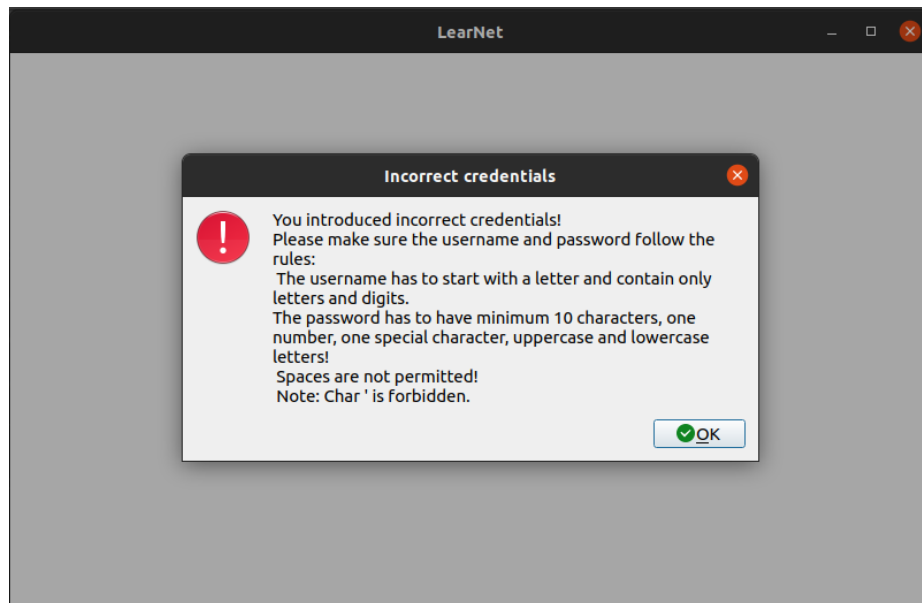 LearNet
Incorrect credentials
You introduced incorrect credentials!
Please make sure the username and password follow the
rules:
The username has to start with a letter and contain only
letters and digits.
The password has to have minimum 10 characters, one
number, one special character, uppercase and lowercase
letters!
Spaces are not permitted!
Note: Char ' is forbidden.
OK